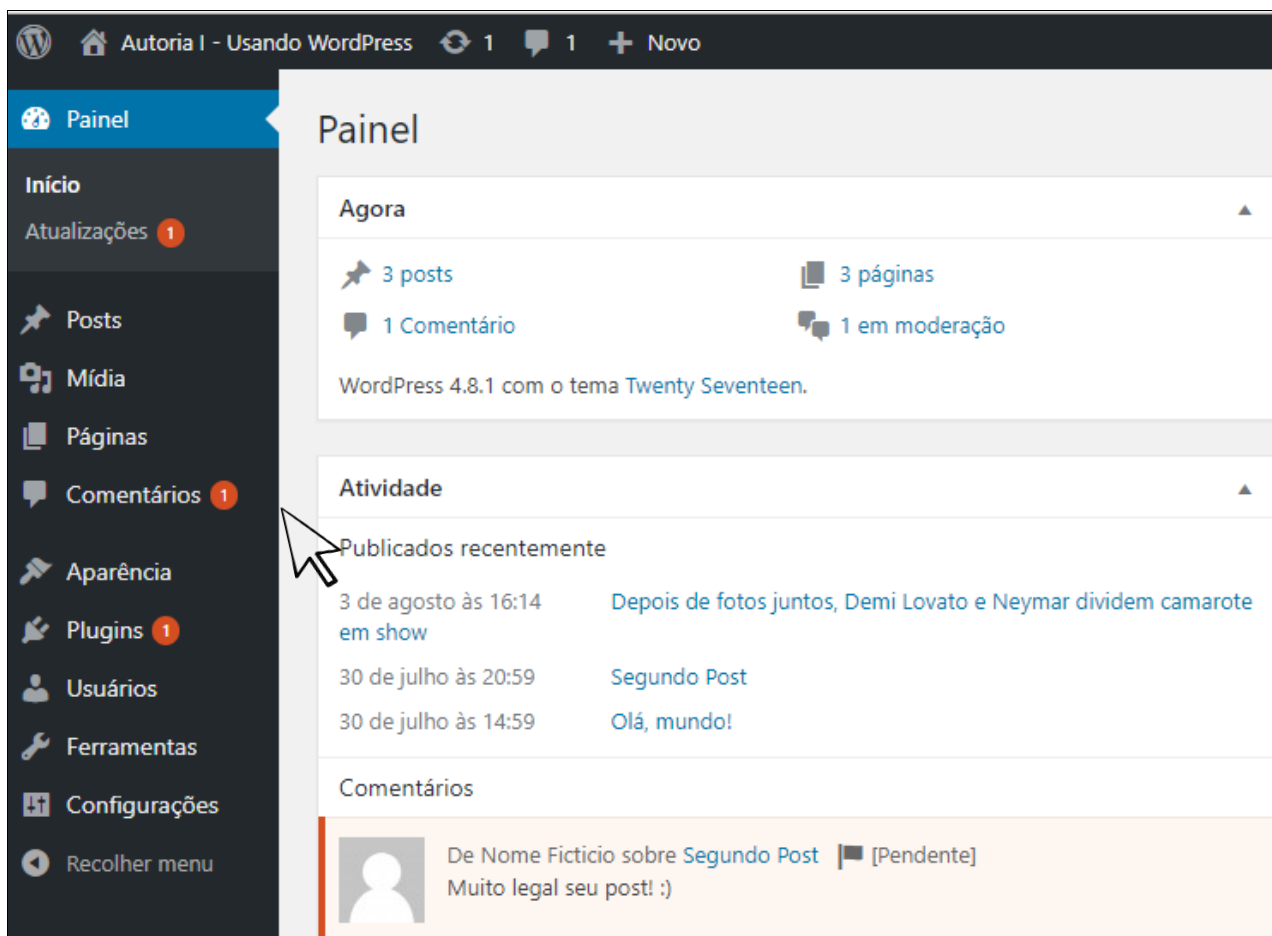 Autoria I - Usando WordPress 1 1 + Novo
Painel
Início
Atualizações 1
Posts
Mídia
Páginas
Comentários 1
Aparência
Plugins 1
Usuários
Ferramentas
Configurações
Recolher menu
Painel
Agora
3 posts
3 páginas
1 Comentário
1 em moderação
WordPress 4.8.1 com o tema Twenty Seventeen.
Atividade
Publicados recentemente
3 de agosto às 16:14 Depois de fotos juntos, Demi Lovato e Neymar dividem camarote
em show
30 de julho às 20:59 Segundo Post
30 de julho às 14:59 Olá, mundo!
Comentários
De Nome Ficticio sobre Segundo Post [Pendente]
Muito legal seu post! :)